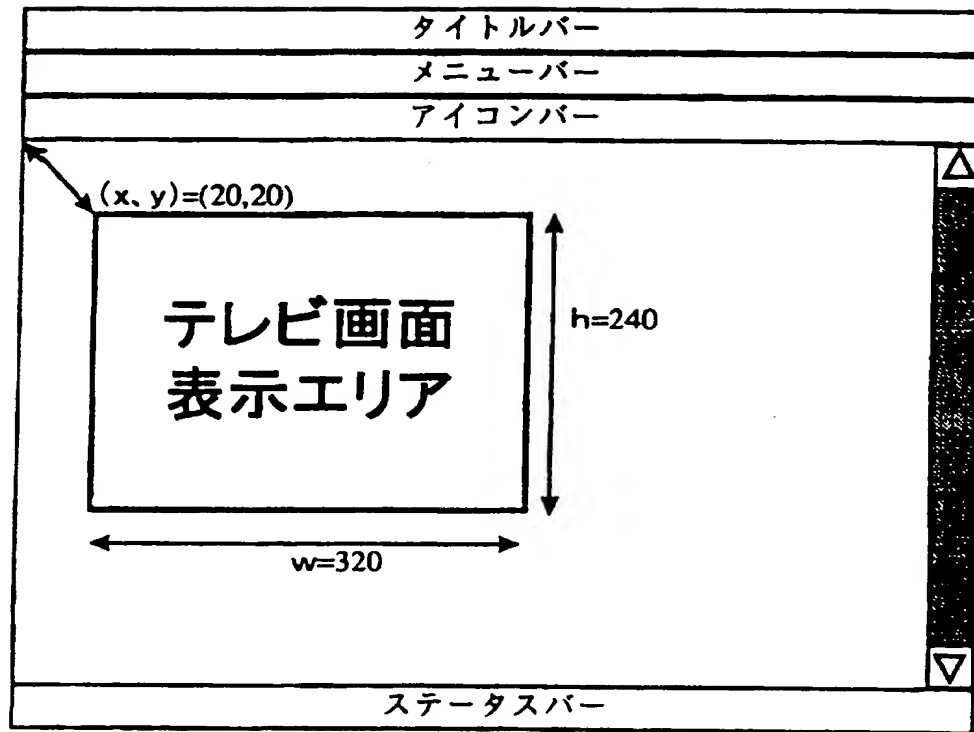 タイトルバー
メニューバー
アイコンバー
(x、y)=(20,20)
テレビ画面
表示エリア
h=240
w=320
ステータスバー